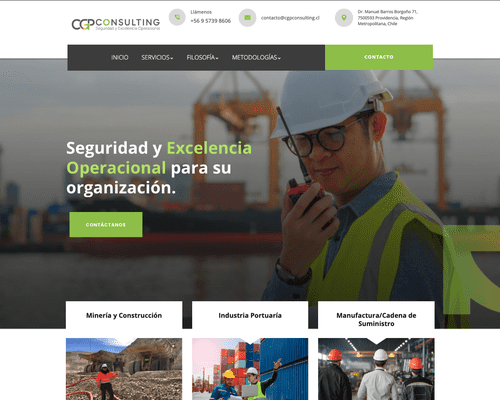 CGPCONSULTING
Seguridad y Excelencia Operacional
Llámenos
+56 9 5739 8606
contacto@cgpconsulting.cl
Dr. Manuel Barros Borgoño 71,
7500593 Providencia, Región
Metropolitana, Chile
INICIO
SERVICIOS
FILOSOFÍA
METODOLOGÍAS
CONTACTO
Seguridad y Excelencia
Operacional para su
organización.
CONTÁCTANOS
Minería y Construcción
Industria Portuaría
Manufactura/Cadena de
Suministro